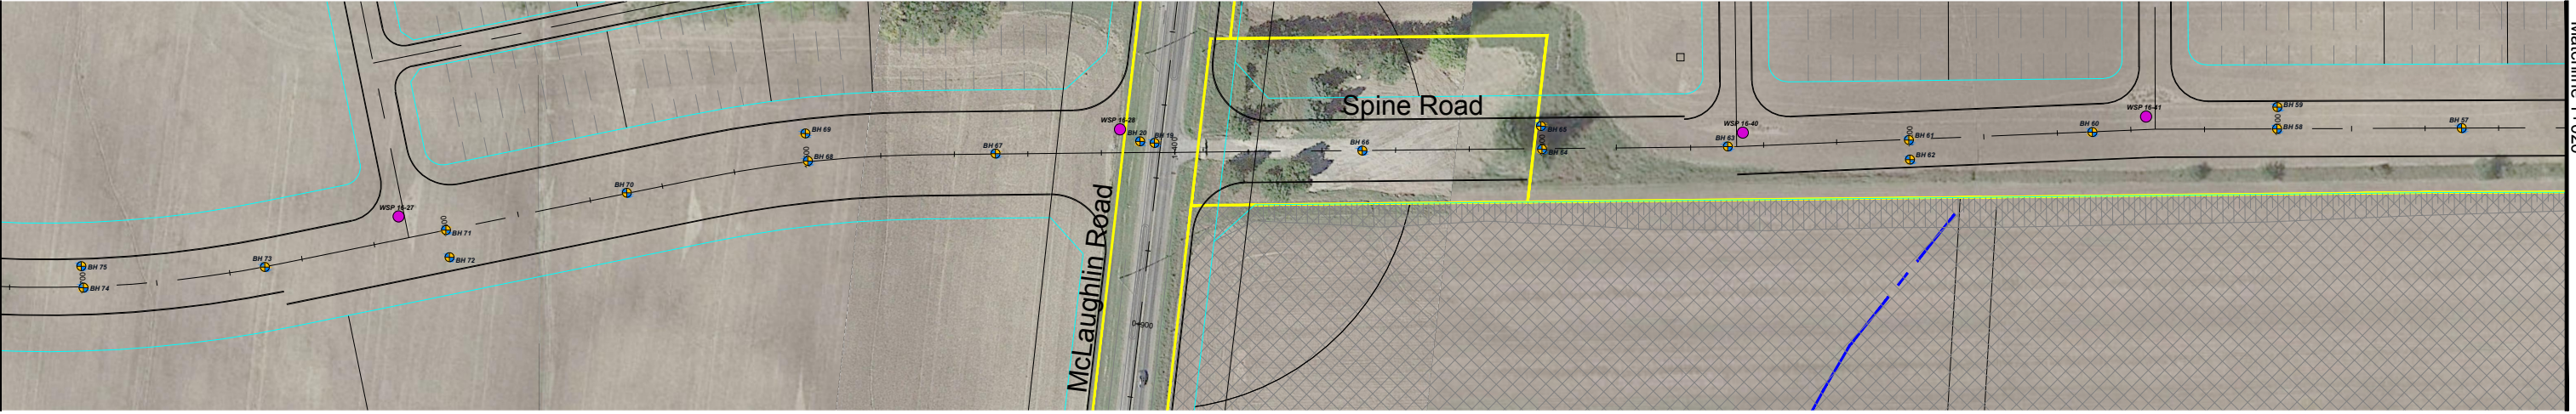 Spine Road
McLaughlin Road
BH 75
BH 74
BH 73
WSP 16-27
BH 71
BH 72
BH 70
BH 69
BH 68
BH 67
WSP 16-28
BH 20
BH 19
0+900
BH 66
BH 65
BH 64
WSP 16-40
BH 63
BH 61
BH 62
BH 60
WSP 16-41
BH 59
BH 58
BH 57